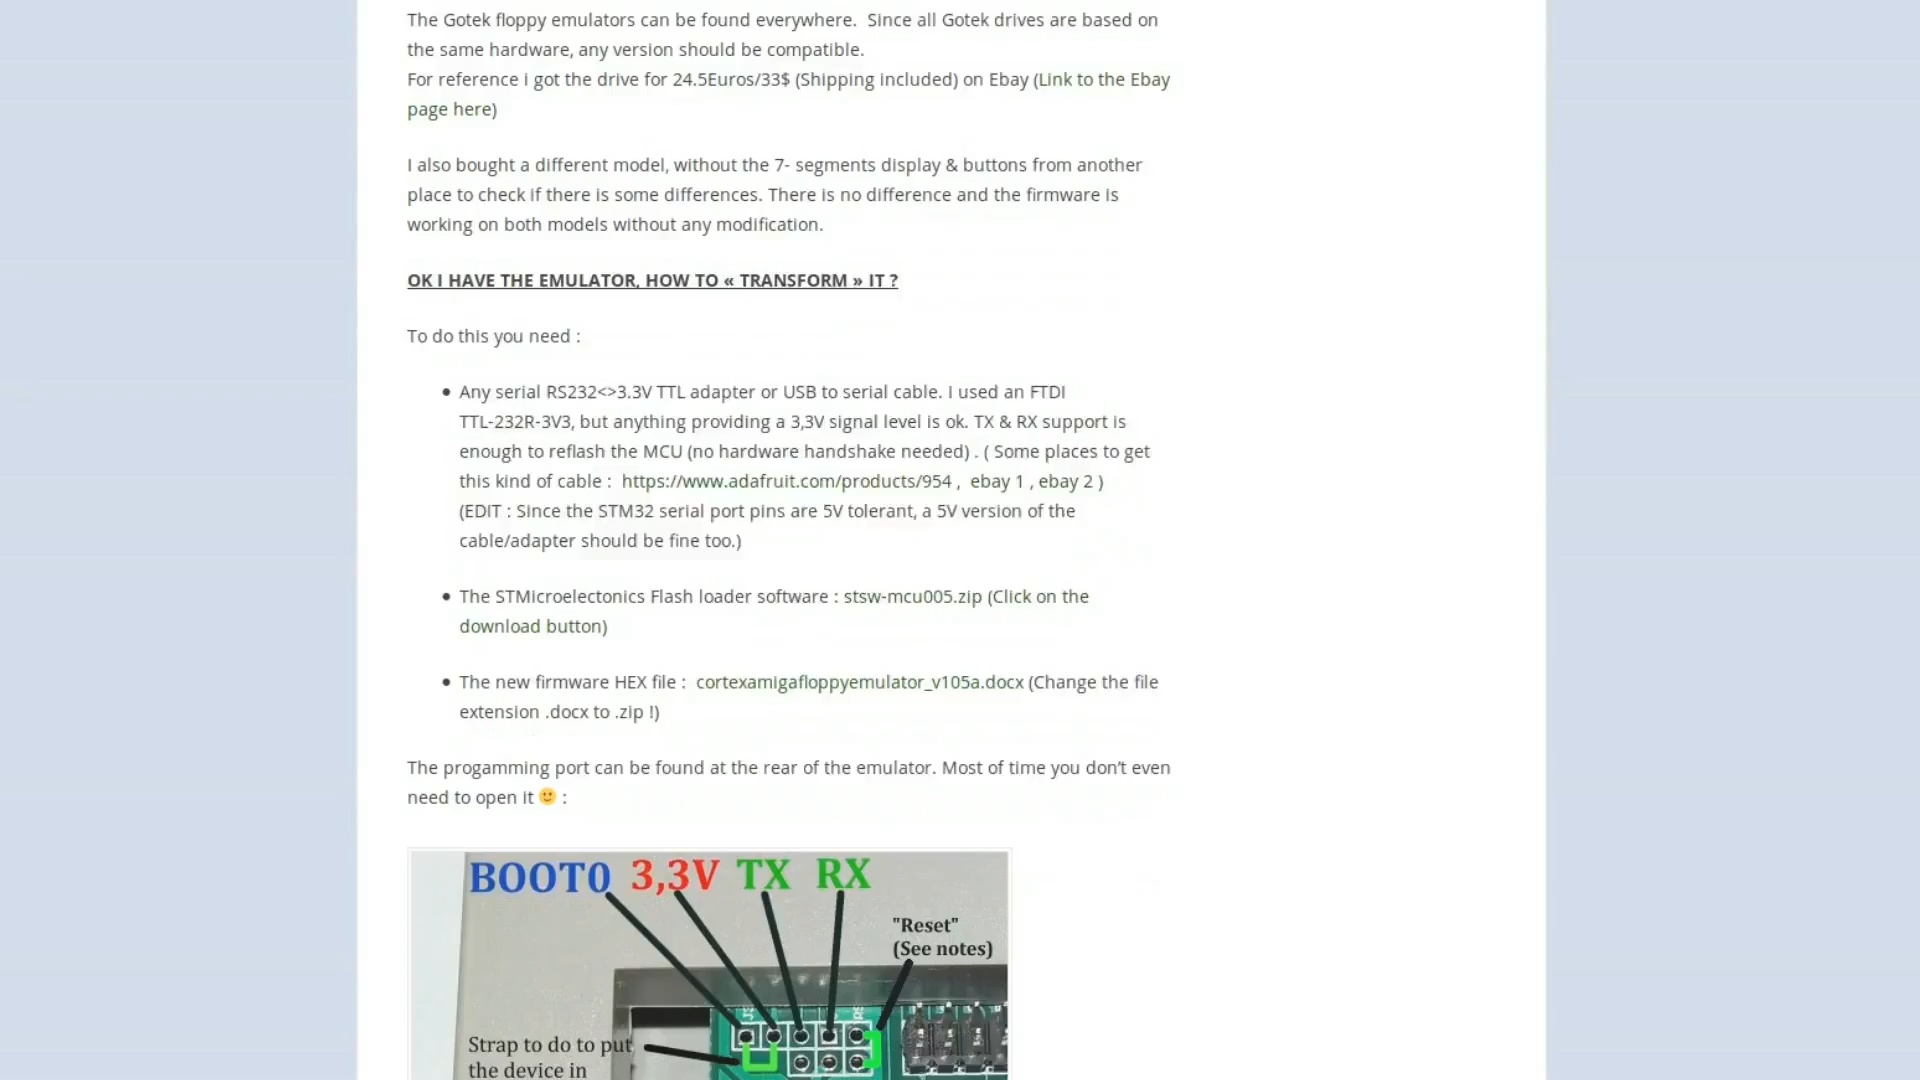 The Gotek floppy emulators can be found everywhere.  Since all Gotek drives are based on
the same hardware, any version should be compatible.
For reference i got the drive for 24.5Euros/33$ (Shipping included) on Ebay (Link to the Ebay
page here)
I also bought a different model, without the 7- segments display & buttons from another
place to check if there is some differences. There is no difference and the firmware is
working on both models without any modification.
OK I HAVE THE EMULATOR, HOW TO « TRANSFORM » IT ?
To do this you need :
Any serial RS232<>3.3V TTL adapter or USB to serial cable. I used an FTDI
TTL-232R-3V3, but anything providing a 3,3V signal level is ok. TX & RX support is
enough to reflash the MCU (no hardware handshake needed) . ( Some places to get
this kind of cable :  https://www.adafruit.com/products/954 ,  ebay 1 , ebay 2 )
(EDIT : Since the STM32 serial port pins are 5V tolerant, a 5V version of the
cable/adapter should be fine too.)
The STMicroelectonics Flash loader software : stsw-mcu005.zip (Click on the
download button)
The new firmware HEX file :  cortexamigafloppyemulator_v105a.docx (Change the file
extension .docx to .zip !)
The progamming port can be found at the rear of the emulator. Most of time you don't even
need to open it 🙂 :
BOOT0 3,3V TX RX
"Reset"
(See notes)
Strap to do to put
the device in